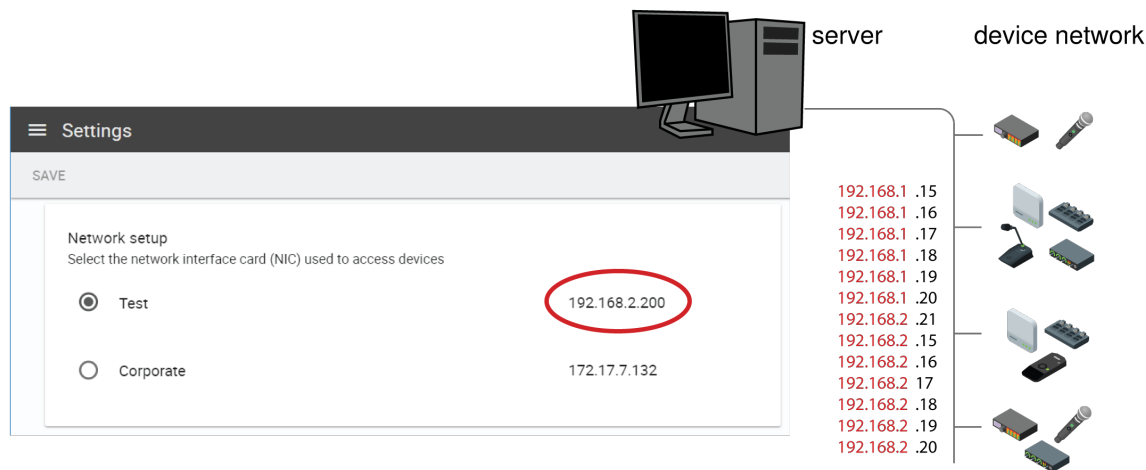 server
device network
Settings
SAVE
Network setup
Select the network interface card (NIC) used to access devices
Test 192.168.2.200
Corporate 172.17.7.132
192.168.1 .15
192.168.1 .16
192.168.1 .17
192.168.1 .18
192.168.1 .19
192.168.1 .20
192.168.2 .21
192.168.2 .15
192.168.2 .16
192.168.2 17
192.168.2 .18
192.168.2 .19
192.168.2 .20